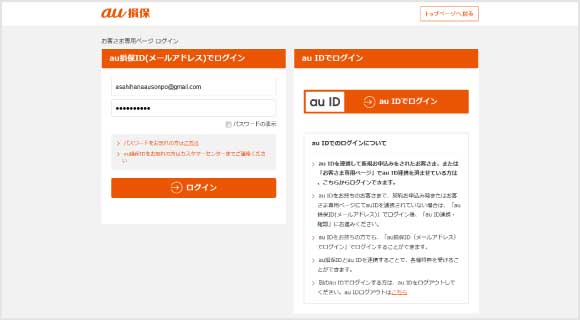 au損保
トップページへ戻る
お客さま専用ページ ログイン
au損保ID(メールアドレス)でログイン
asahihanaausonpo@gmail.com
●●●●●●●●●●
パスワードの表示
パスワードをお忘れの方はこちら
au損保IDをお忘れの方はカスタマーセンターまでご連絡くださ
い
ログイン
au IDでログイン
au ID
au IDでログイン
au IDでのログインについて
au IDを連携して新規お申込みをされたお客さま、または
「お客さま専用ページ」でau ID連携を済ませている方は
、こちらからログインできます。
au IDをお持ちのお客さまで、契約お申込み時またはお客
さま専用ページにてauIDを連携されていない場合は、「au
損保ID(メールアドレス)」でログイン後、「au ID連携・
確認」にお進みください。
au IDをお持ちの方でも、「au損保ID（メールアドレス）
でログイン」でログインすることができます。
au損保IDとau IDを連携することで、各種特典を受けるこ
とができます。
別のau IDでログインする方は、au IDをログアウトして
ください。au IDログアウトはこちら